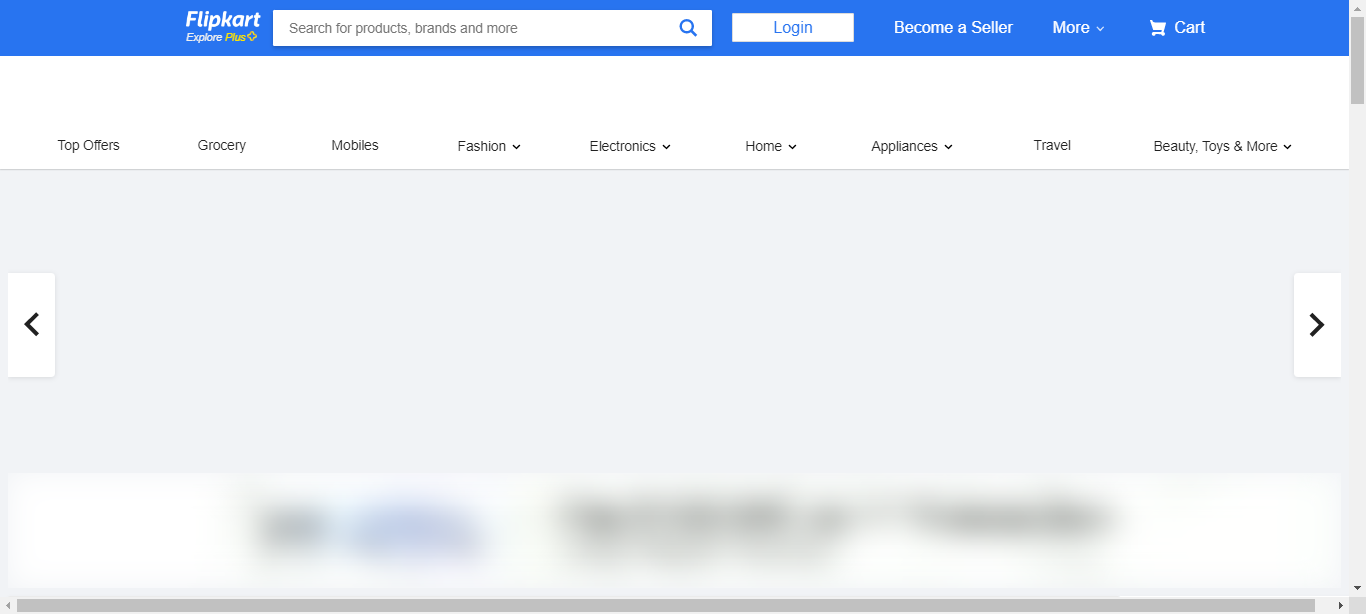 Flipkart
Explore Plus
Search for products, brands and more
Login
Become a Seller
More
Cart
Top Offers
Grocery
Mobiles
Fashion
Electronics
Home
Appliances
Travel
Beauty, Toys & More